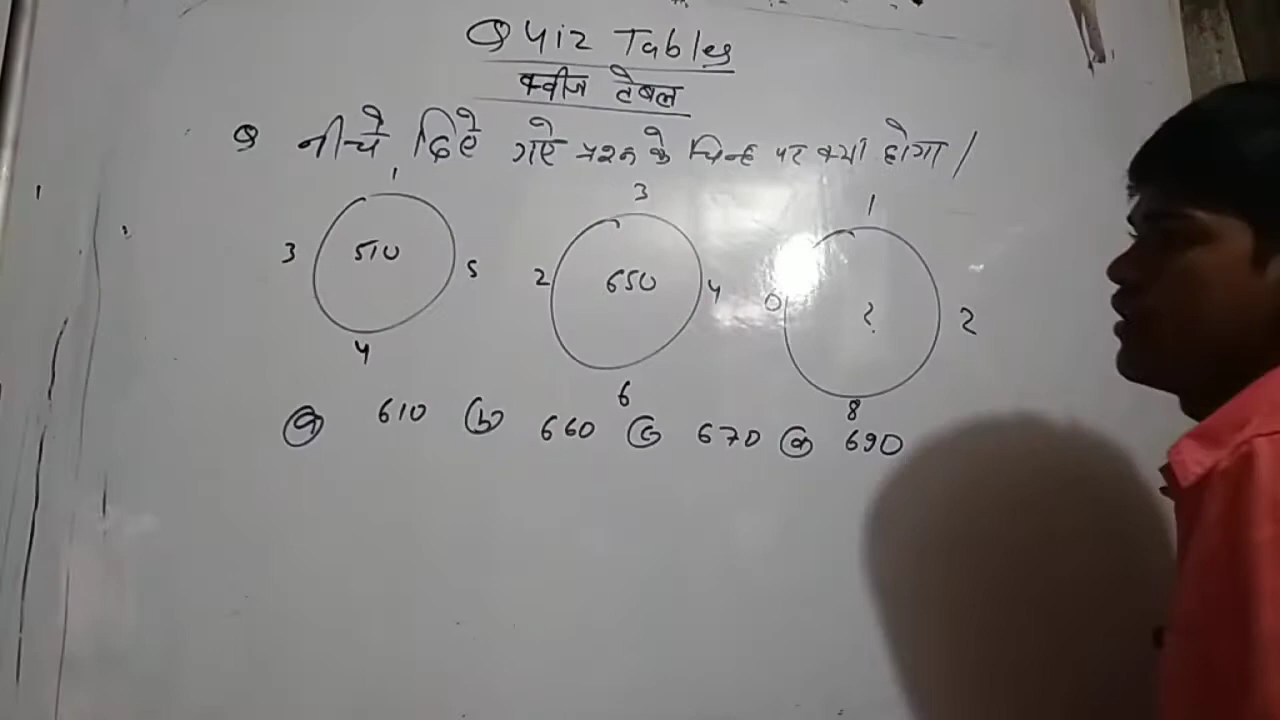 Quiz Tables
क्वीज टेबल
Q नीचे दिऐ गऐ प्रश्न के चिन्ह पर क्या होगा।
1 3 1
3 510 5 2 650 4 0 ? 2
4 6 8
a 610 b 660 c 670 d 690